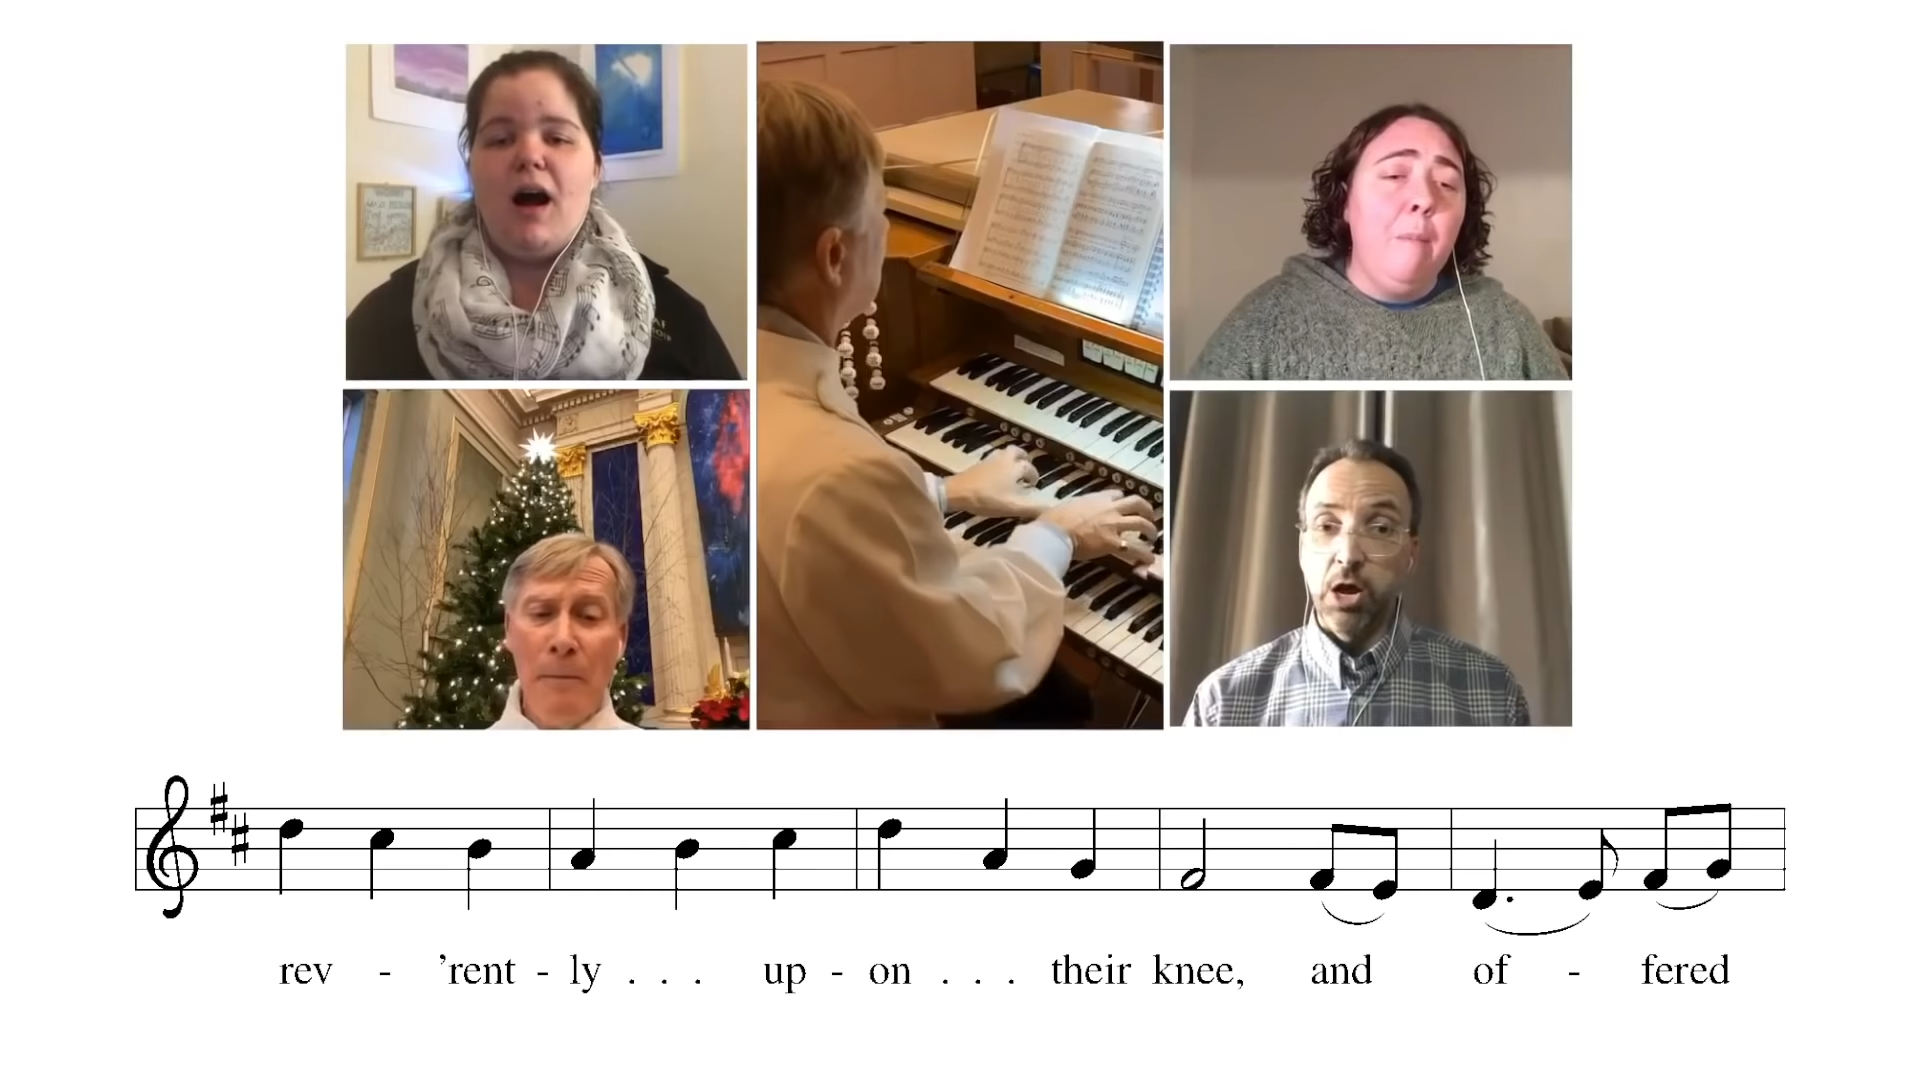 rev - ’rent - ly . . . up - on . . . their knee, and of - fered